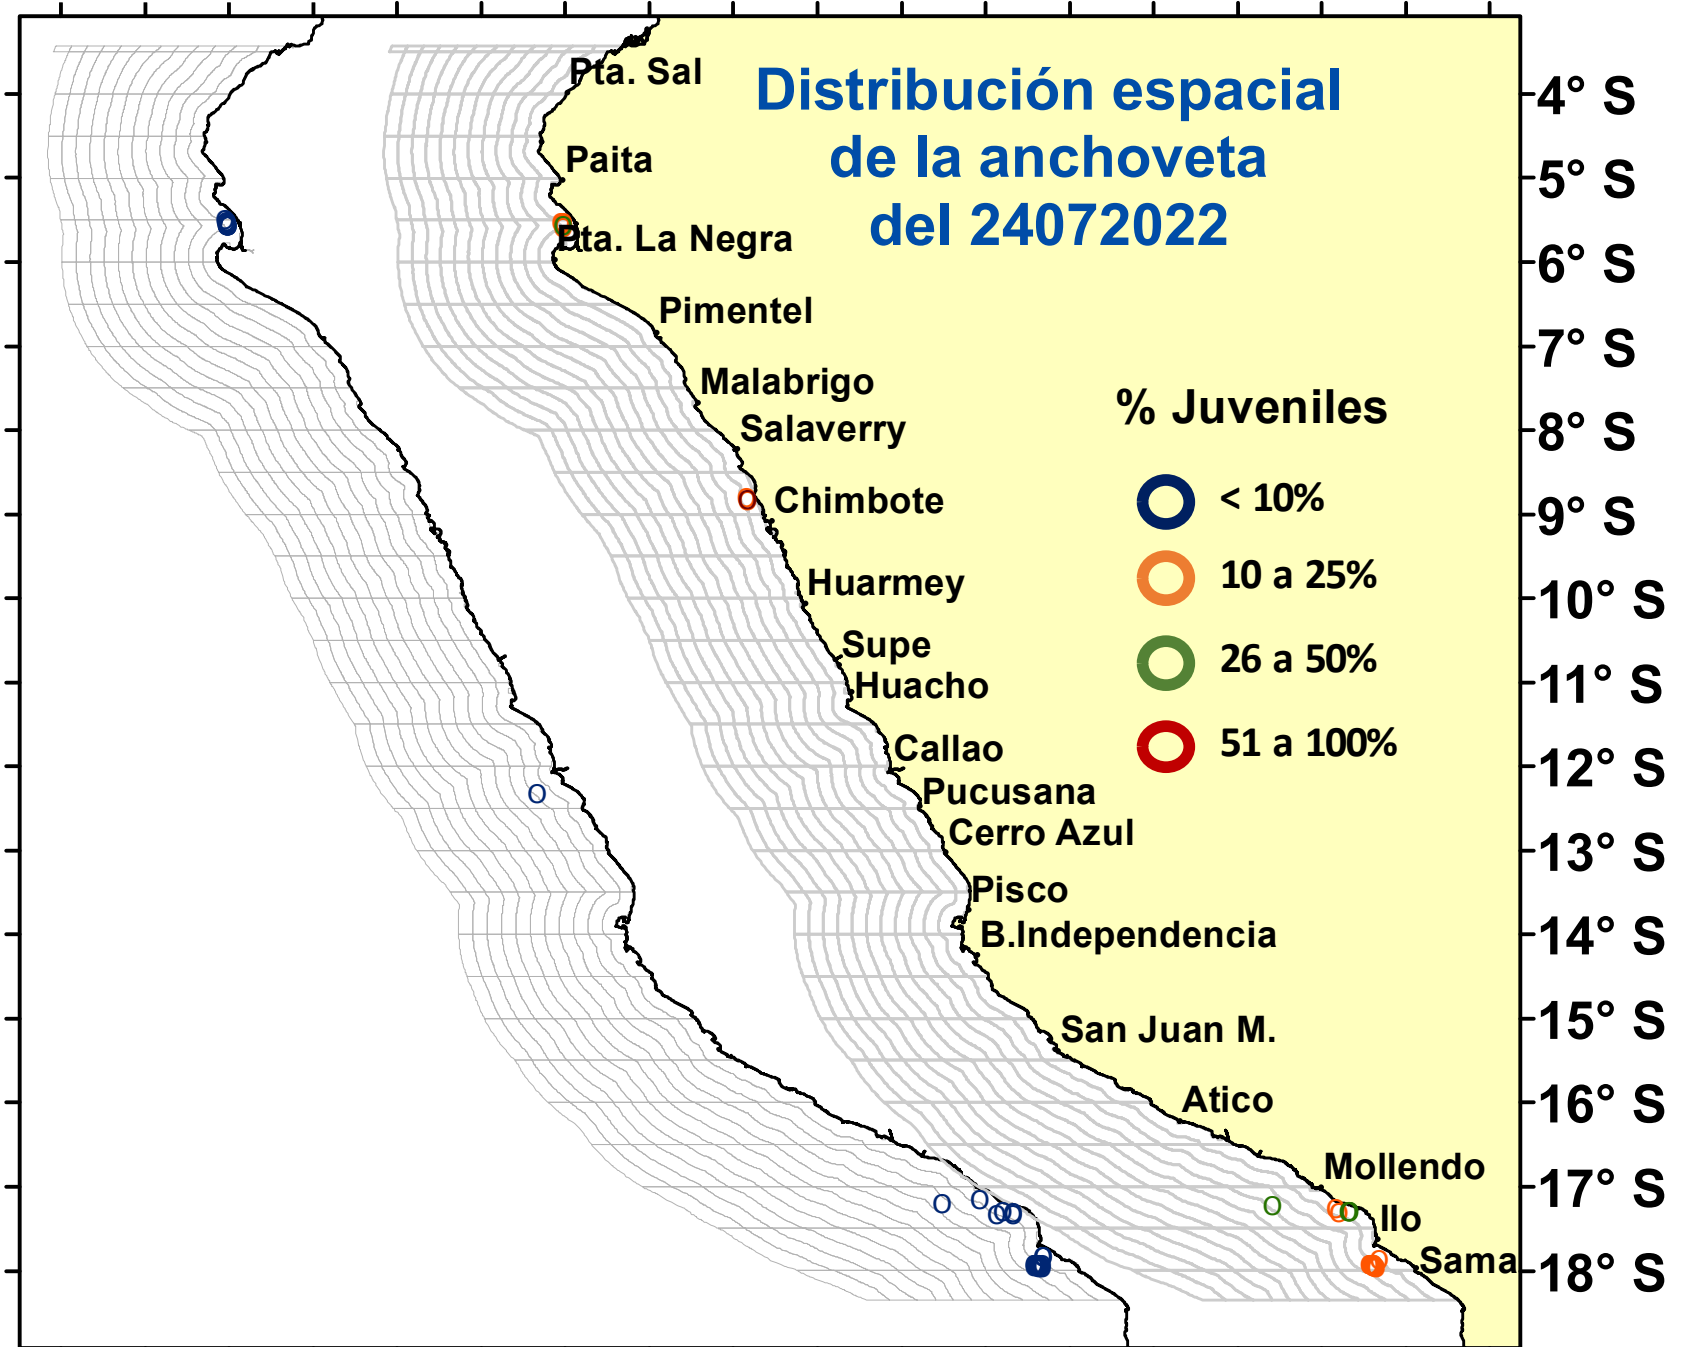 Distribución espacial
de la anchoveta
del 24072022
Pta. Sal
Paita
Pta. La Negra
Pimentel
Malabrigo
Salaverry
Chimbote
Huarmey
Supe
Huacho
Callao
Pucusana
Cerro Azul
Pisco
B.Independencia
San Juan M.
Atico
Mollendo
Ilo
Sama
% Juveniles
< 10%
10 a 25%
26 a 50%
51 a 100%
4° S
5° S
6° S
7° S
8° S
9° S
10° S
11° S
12° S
13° S
14° S
15° S
16° S
17° S
18° S